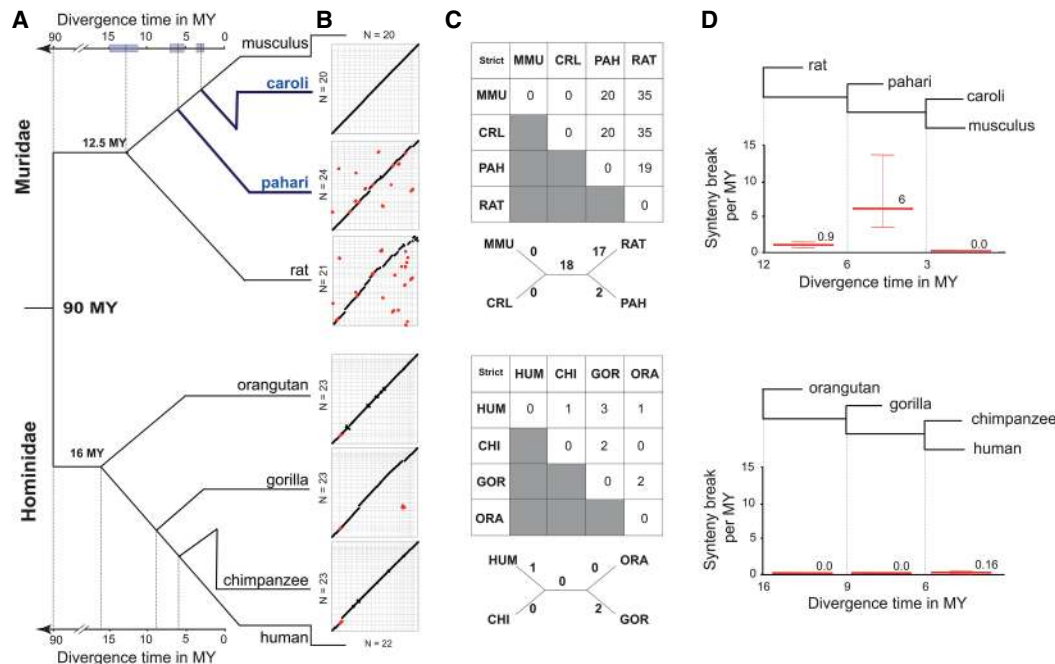 A
Divergence time in MY
90 15 10 5 0
Muridae
12.5 MY
musculus
caroli
pahari
rat
90 MY
Hominidae
16 MY
orangutan
gorilla
chimpanzee
human
90 15 10 5 0
Divergence time in MY
B
N = 20
N = 20
N = 24
N = 21
N = 23
N = 23
N = 23
N = 22
C
Strict MMU CRL PAH RAT
MMU 0 0 20 35
CRL 0 20 35
PAH 0 19
RAT 0
MMU 0 17 RAT
18
CRL 0 2 PAH
Strict HUM CHI GOR ORA
HUM 0 1 3 1
CHI 0 2 0
GOR 0 2
ORA 0
HUM 1 0 ORA
0
CHI 0 2 GOR
D
rat
pahari
caroli
musculus
Synteny break
per MY
15
10
5
0
0.9
6
0.0
12 6 3
Divergence time in MY
orangutan
gorilla
chimpanzee
human
Synteny break
per MY
15
10
5
0
0.0 0.0 0.16
16 9 6
Divergence time in MY